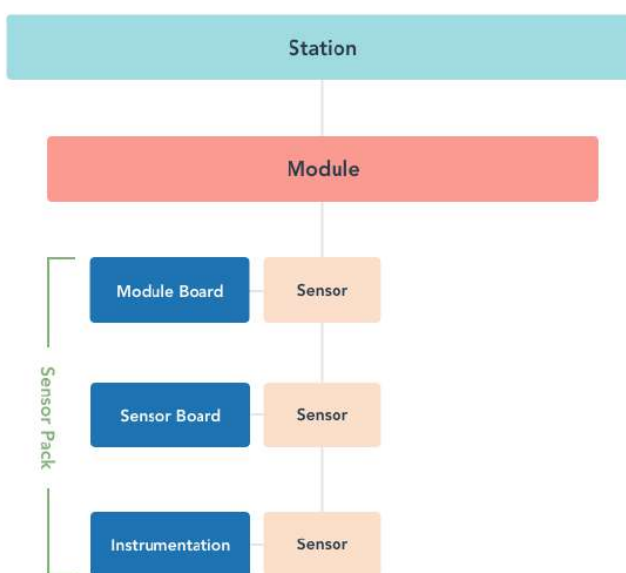 Station
Module
Module Board
Sensor
Sensor Pack
Sensor Board
Sensor
Instrumentation
Sensor